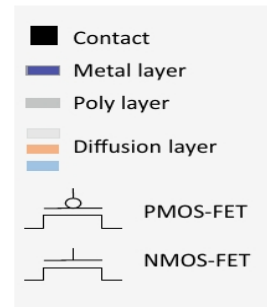 Contact
Metal layer
Poly layer
Diffusion layer
PMOS-FET
NMOS-FET